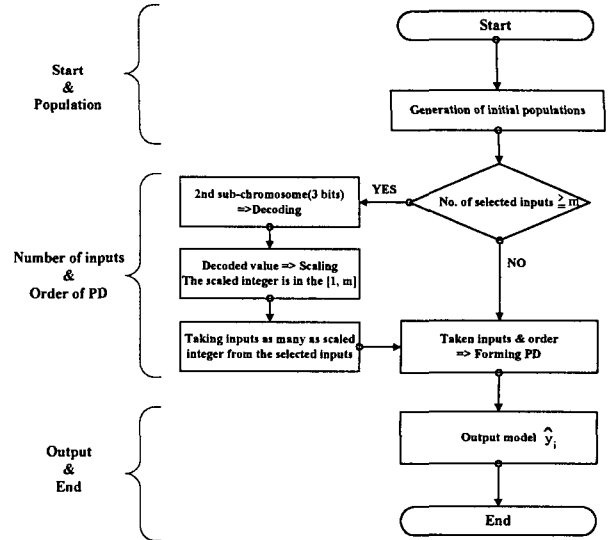 Start
Start
&
Population
Generation of initial populations
No. of selected inputs ≥ m
YES
NO
2nd sub-chromosome(3 bits)
=>Decoding
Number of inputs
&
Order of PD
Decoded value => Scaling
The scaled integer is in the [1, m]
Taking inputs as many as scaled
integer from the selected inputs
Taken inputs & order
=> Forming PD
Output
&
End
Output model ŷi
End